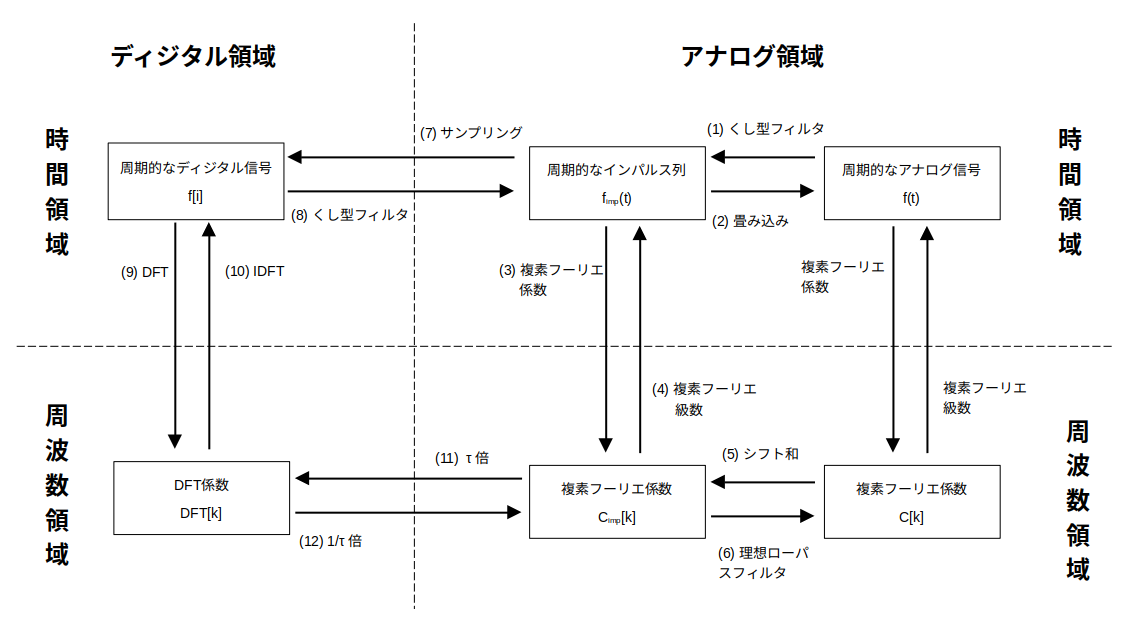 ディジタル領域
アナログ領域
時間領域
時間領域
(7) サンプリング
(1) くし型フィルタ
周期的なディジタル信号
f[i]
周期的なインパルス列
fimp(t)
周期的なアナログ信号
f(t)
(8) くし型フィルタ
(2) 畳み込み
(9) DFT
(10) IDFT
(3) 複素フーリエ
係数
複素フーリエ
係数
(4) 複素フーリエ
級数
複素フーリエ
級数
周波数領域
周波数領域
(11) τ 倍
(5) シフト和
DFT係数
DFT[k]
複素フーリエ係数
Cimp[k]
複素フーリエ係数
C[k]
(12) 1/τ 倍
(6) 理想ローパ
スフィルタ